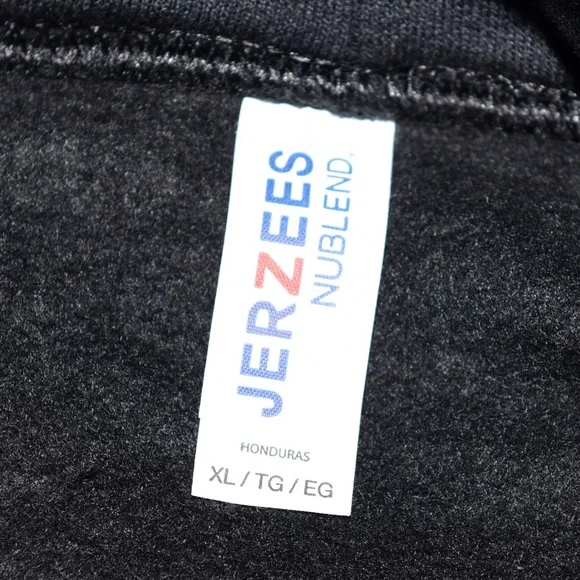 JERZEES
NUBLEND.
HONDURAS
XL / TG / EG